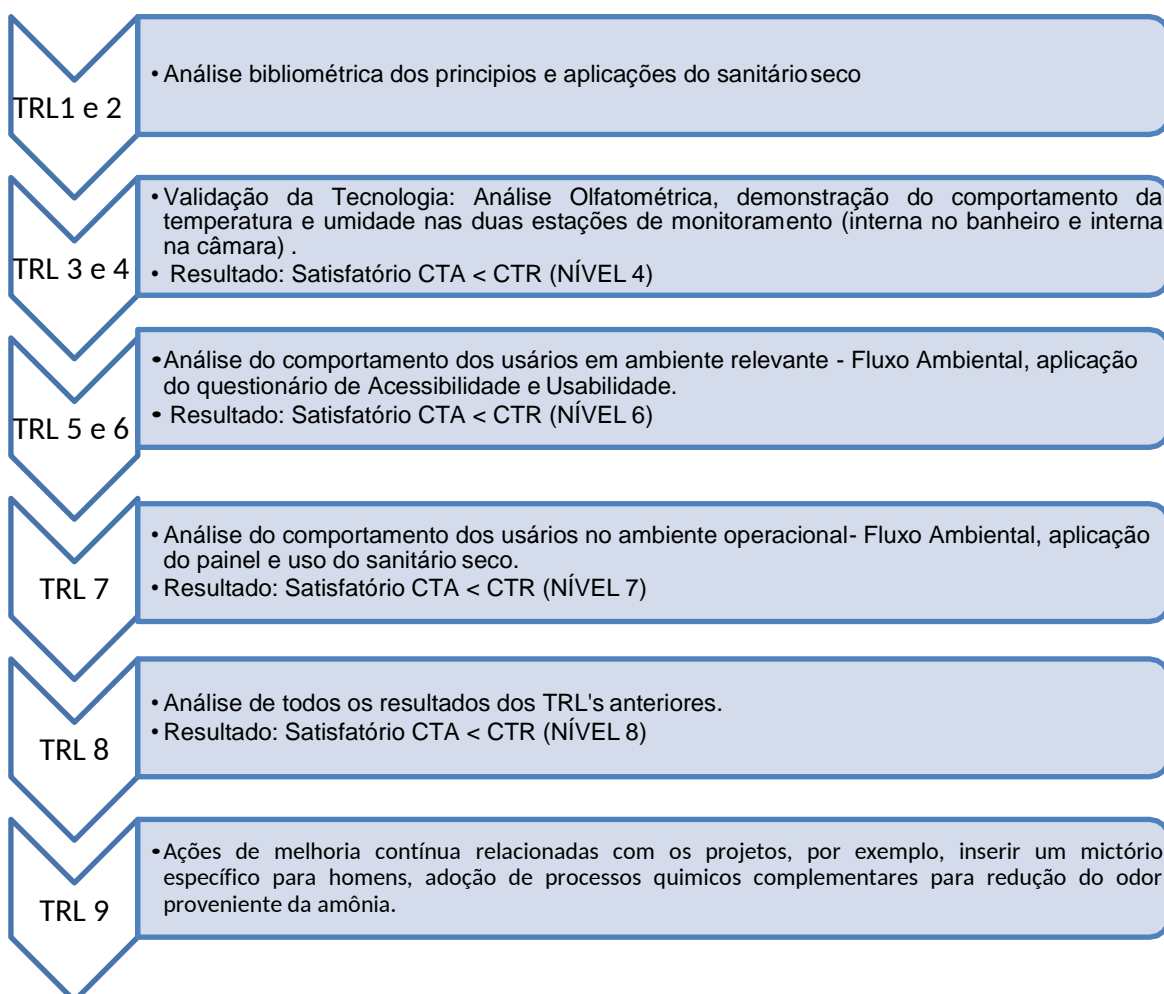 TRL1 e 2
• Análise bibliométrica dos principios e aplicações do sanitário seco
TRL 3 e 4
• Validação da Tecnologia: Análise Olfatométrica, demonstração do comportamento da
temperatura e umidade nas duas estações de monitoramento (interna no banheiro e interna
na câmara) .
• Resultado: Satisfatório CTA < CTR (NÍVEL 4)
TRL 5 e 6
• Análise do comportamento dos usários em ambiente relevante - Fluxo Ambiental, aplicação
do questionário de Acessibilidade e Usabilidade.
• Resultado: Satisfatório CTA < CTR (NÍVEL 6)
TRL 7
• Análise do comportamento dos usários no ambiente operacional- Fluxo Ambiental, aplicação
do painel e uso do sanitário seco.
• Resultado: Satisfatório CTA < CTR (NÍVEL 7)
TRL 8
• Análise de todos os resultados dos TRL's anteriores.
• Resultado: Satisfatório CTA < CTR (NÍVEL 8)
TRL 9
• Ações de melhoria contínua relacionadas com os projetos, por exemplo, inserir um mictório
específico para homens, adoção de processos quimicos complementares para redução do odor
proveniente da amônia.